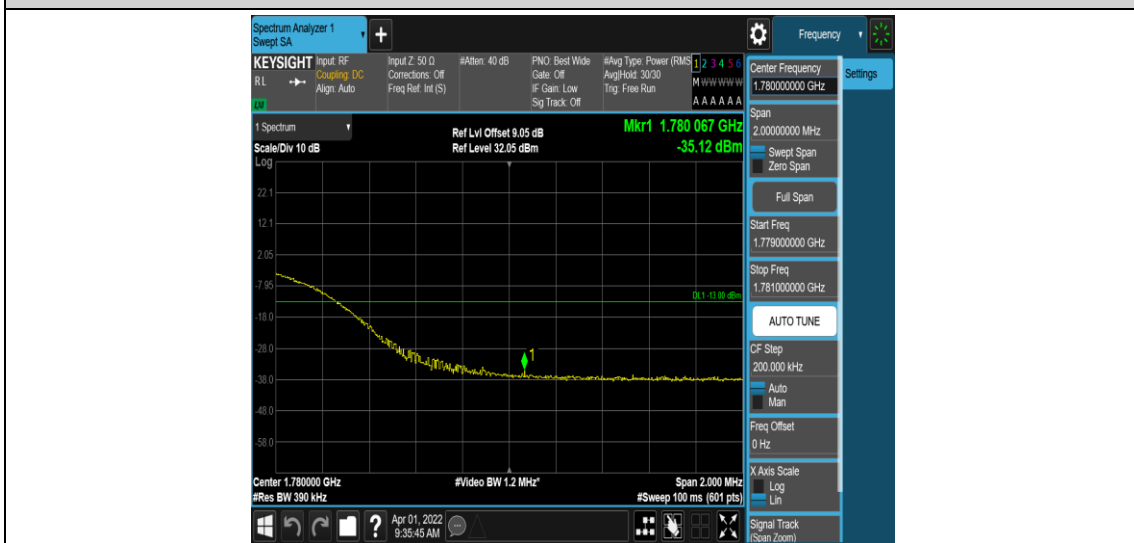 Spectrum Analyzer 1
Swept SA
+
Frequency
KEYSIGHT
RL
LXI
Input: RF
Coupling: DC
Align: Auto
Input Z: 50 Ω
Corrections: Off
Freq Ref: Int (S)
#Atten: 40 dB
PNO: Best Wide
Gate: Off
IF Gain: Low
Sig Track: Off
#Avg Type: Power (RMS
Avg|Hold: 30/30
Trig: Free Run
1 2 3 4 5 6
M W W W W W
A A A A A A
1 Spectrum
Scale/Div 10 dB
Log
Ref Lvl Offset 9.05 dB
Ref Level 32.05 dBm
Mkr1 1.780 067 GHz
-35.12 dBm
22.1
12.1
2.05
-7.95
-18.0
-28.0
-38.0
-48.0
-58.0
DL1 -13.00 dBm
1
Center 1.780000 GHz
#Res BW 390 kHz
#Video BW 1.2 MHz*
Span 2.000 MHz
#Sweep 100 ms (601 pts)
Apr 01, 2022
9:35:45 AM
?
Center Frequency
1.780000000 GHz
Settings
Span
2.00000000 MHz
Swept Span
Zero Span
Full Span
Start Freq
1.779000000 GHz
Stop Freq
1.781000000 GHz
AUTO TUNE
CF Step
200.000 kHz
Auto
Man
Freq Offset
0 Hz
X Axis Scale
Log
Lin
Signal Track
(Span Zoom)